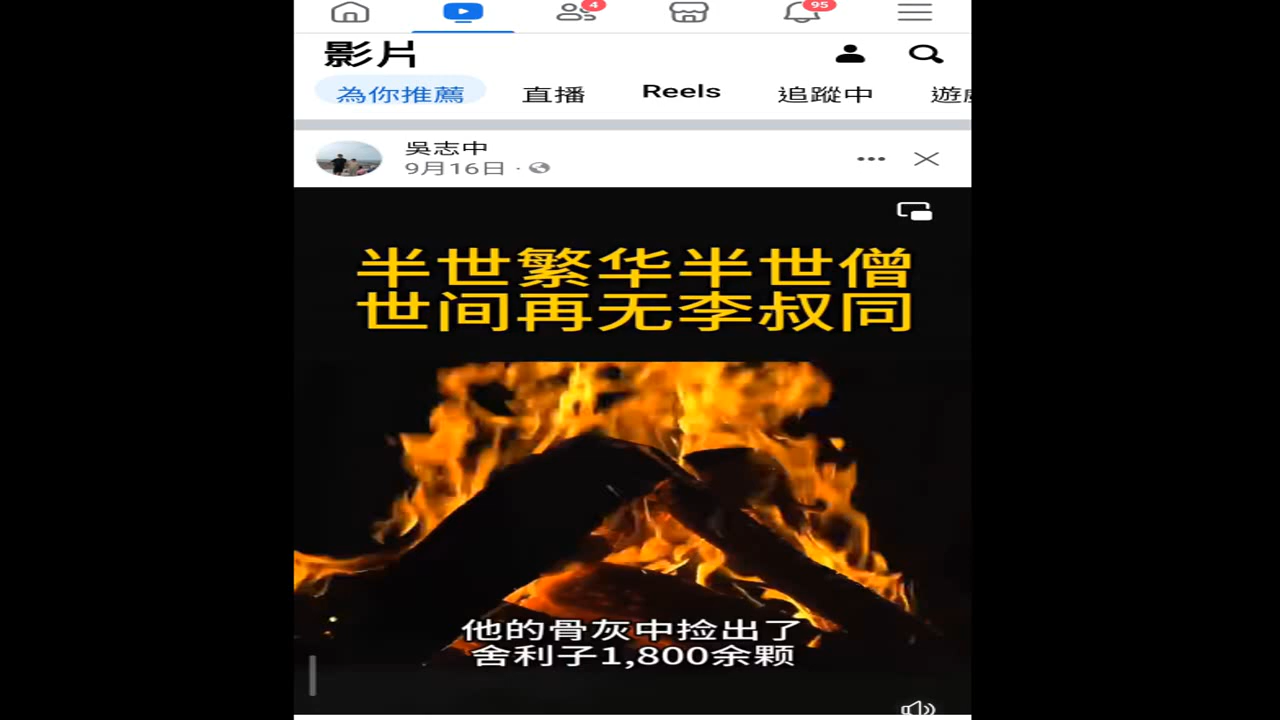 4
95
影片
為你推薦 直播 Reels 追蹤中
吳志中
9月16日 ·
半世繁华半世僧
世间再无李叔同
他的骨灰中捡出了
舍利子1,800余颗